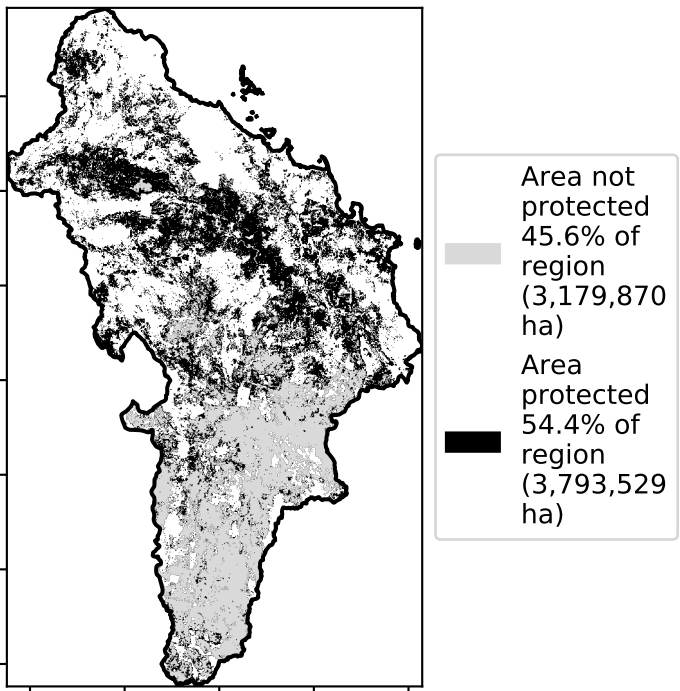 Area not
protected
45.6% of
region
(3,179,870
ha)
Area
protected
54.4% of
region
(3,793,529
ha)